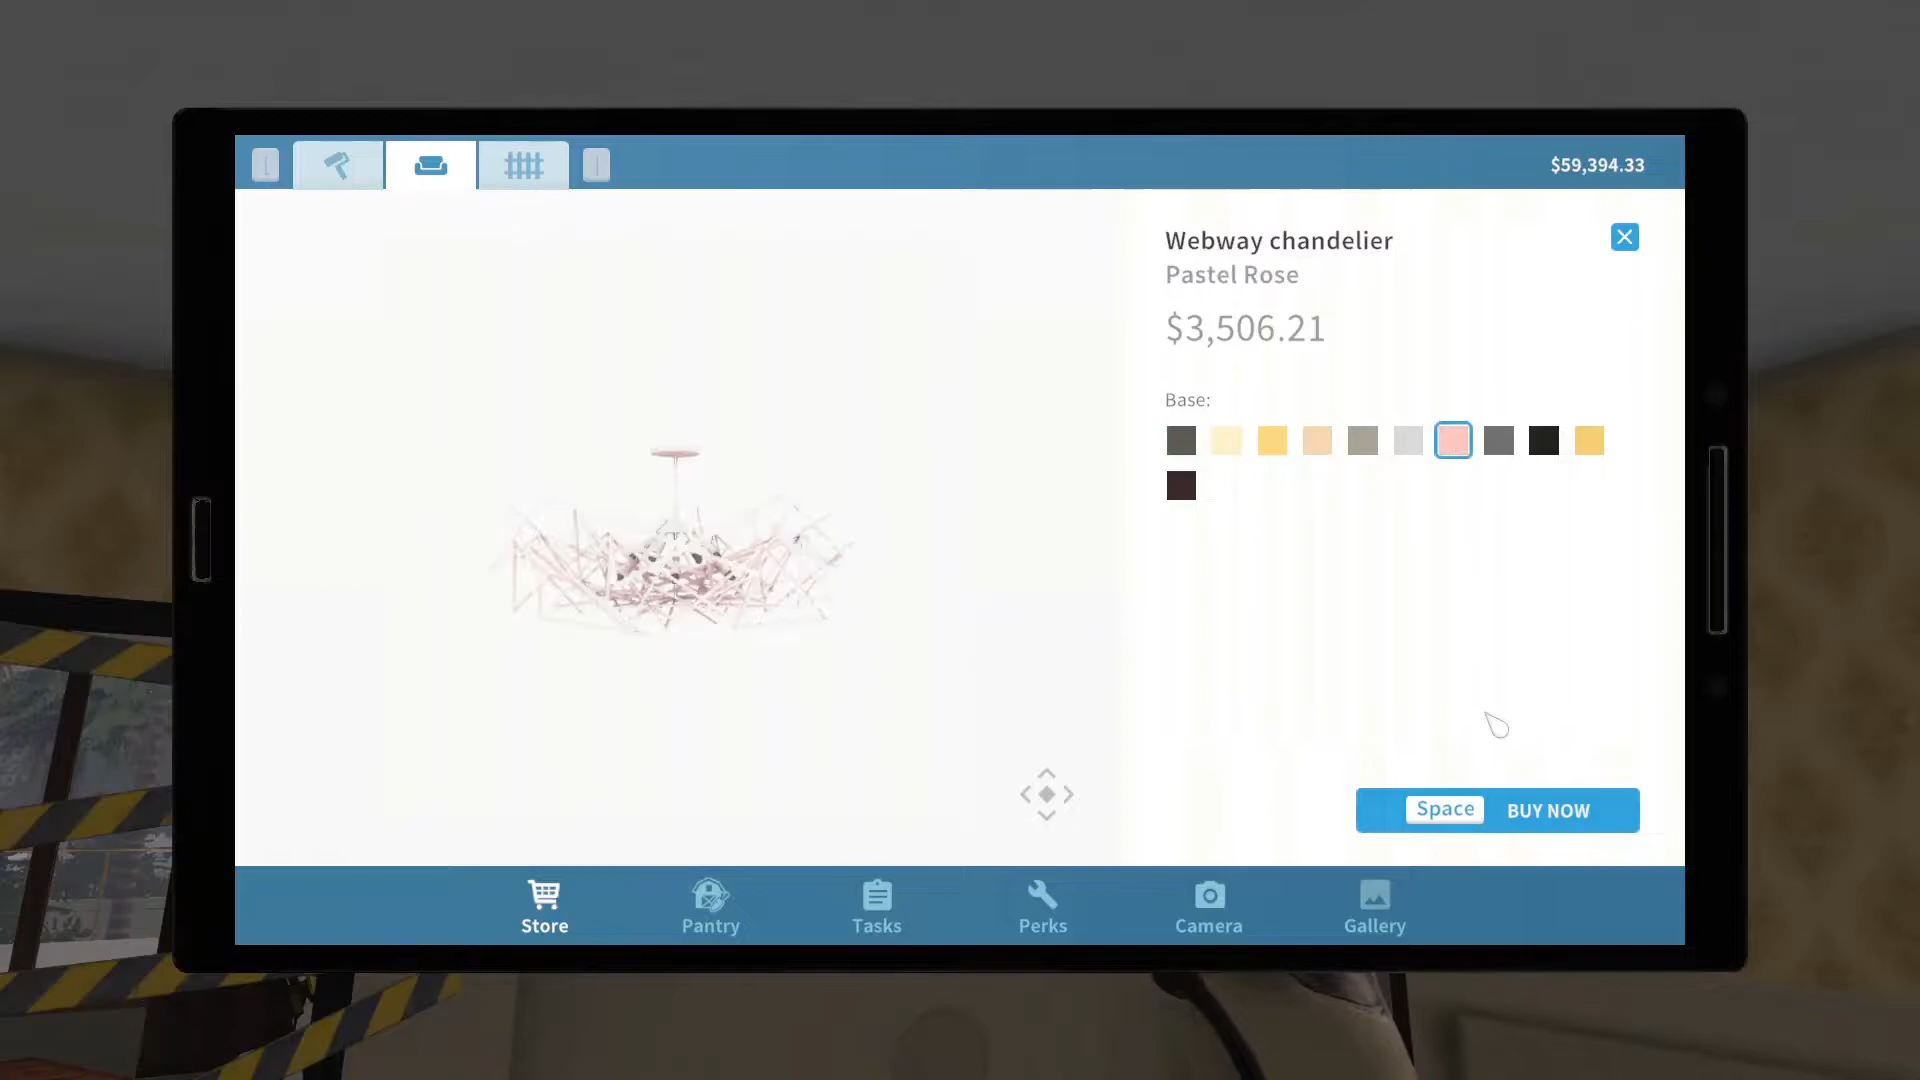 $59,394.33
Webway chandelier
Pastel Rose
$3,506.21
Base:
Space BUY NOW
Store Pantry Tasks Perks Camera Gallery